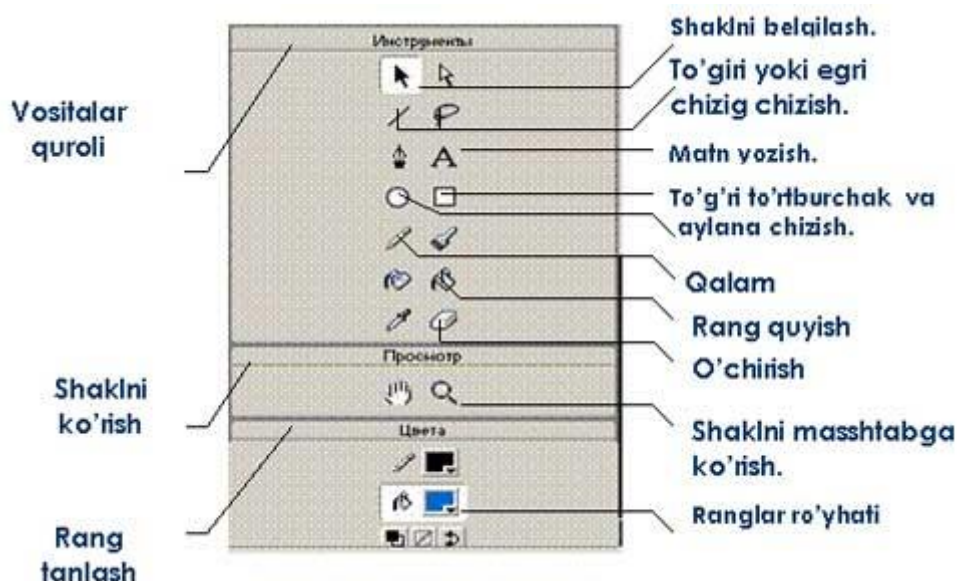 Инструменты
Shaklni belgilash.
To'giri yoki egri
chizig chizish.
Vositalar
quroli
A
Matn yozish.
To'g'ri to'rtburchak va
aylana chizish.
Qalam
Rang quyish
O'chirish
Просмотр
Shaklni
ko'rish
Shaklni masshtabga
ko'rish.
Цвета
Ranglar ro'yhati
Rang
tanlash